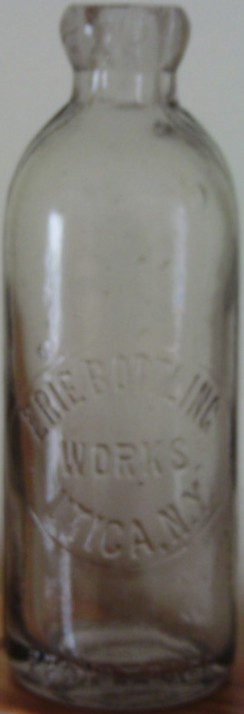 ERIE BOTTLING
WORKS.
UTICA, N.Y.